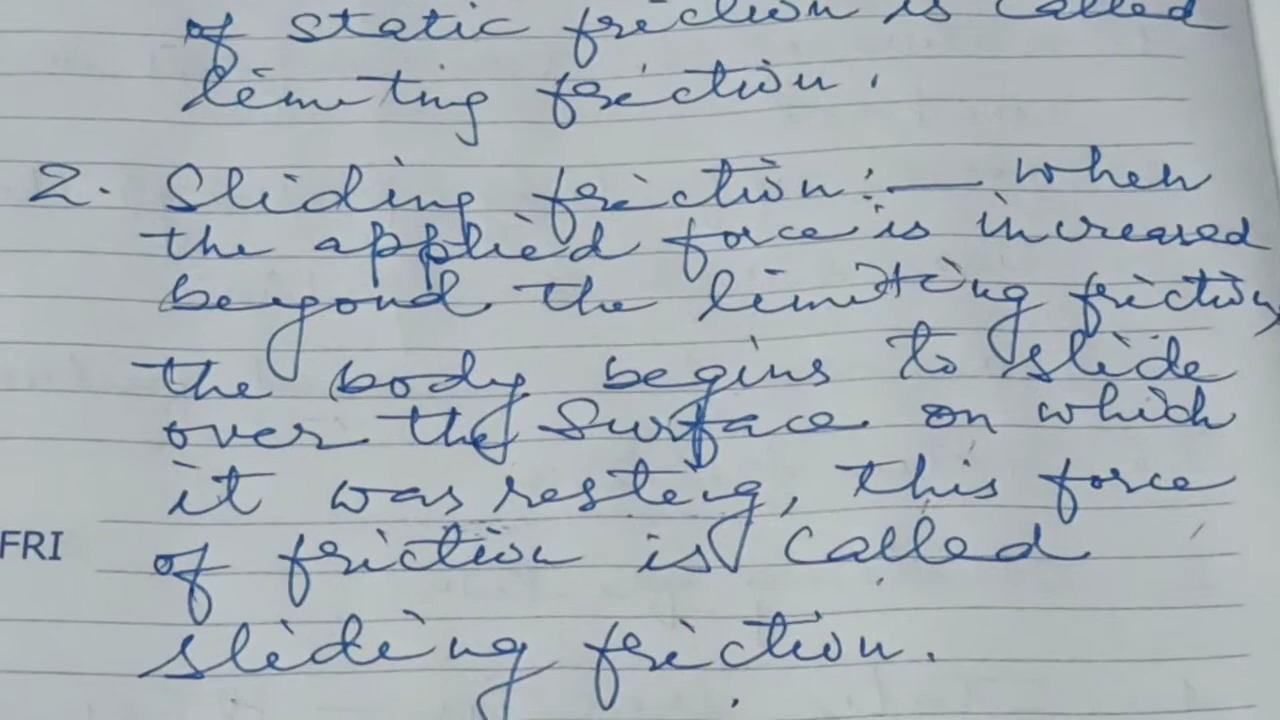 of static friction is called
limiting friction.
2. Sliding friction :— when
the applied force is increased
beyond the limiting friction
the body begins to slide
over the surface on which
it was resting, this force
FRI
of friction is called
sliding friction.